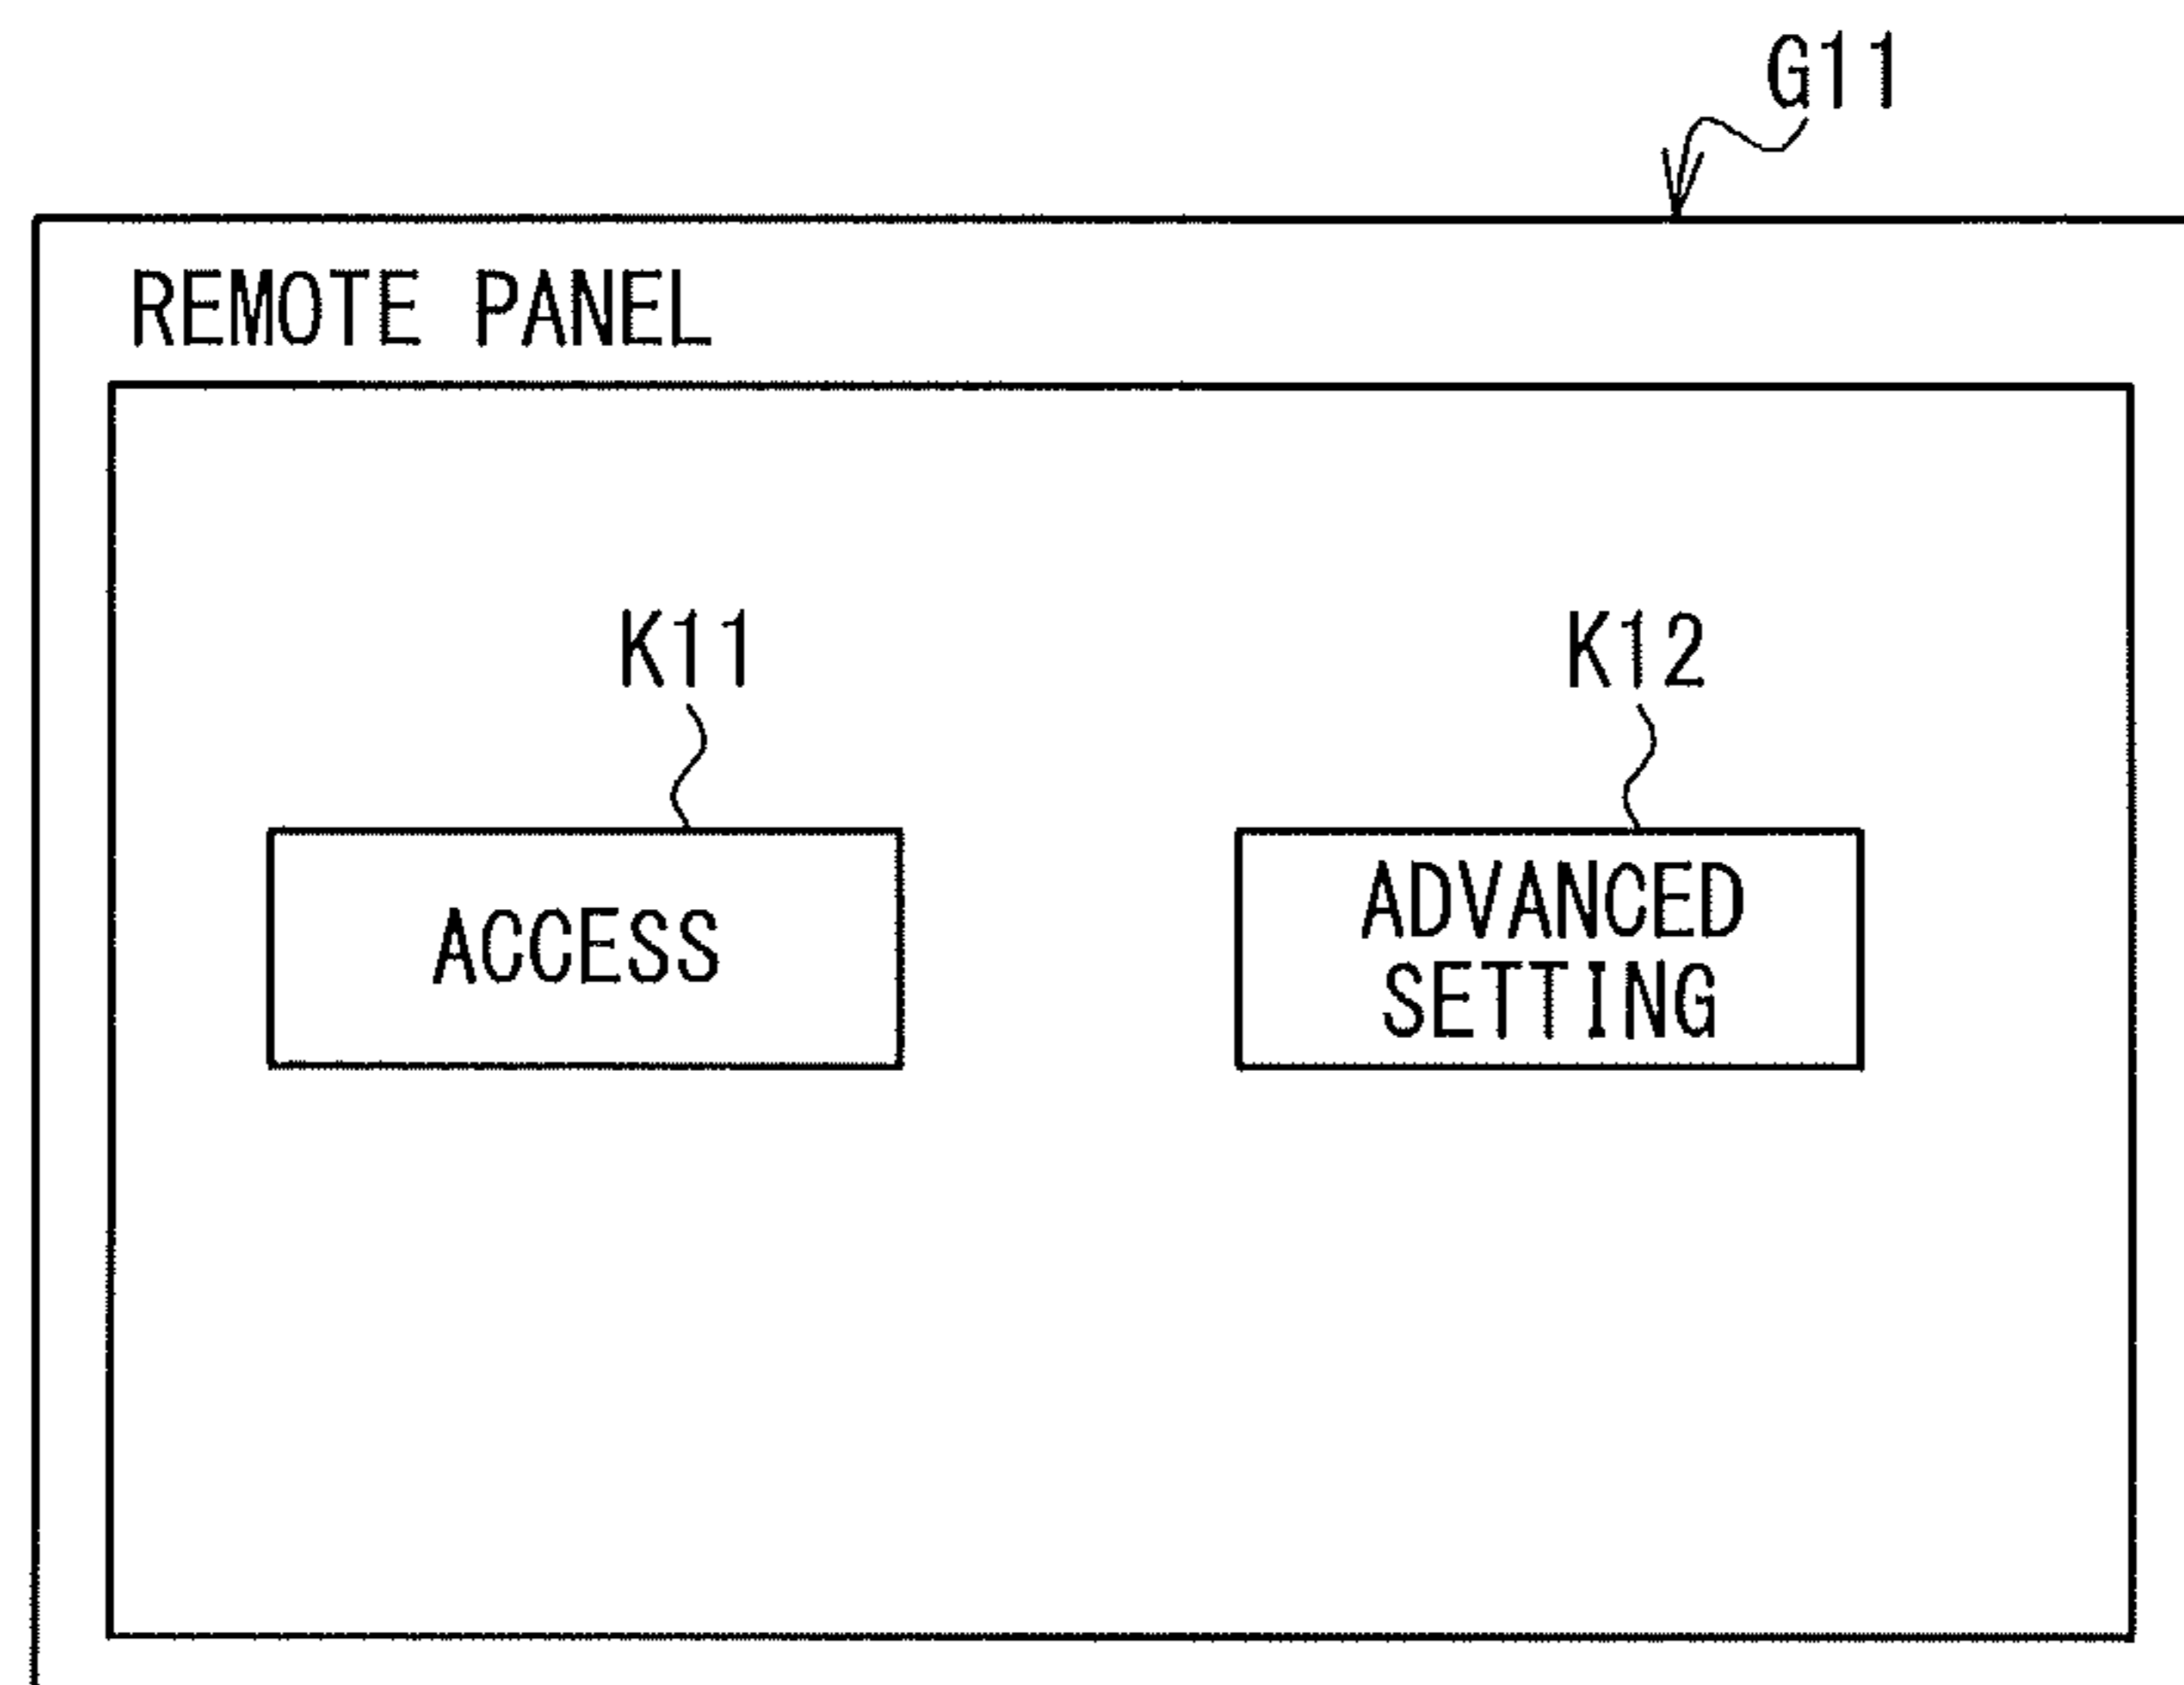 G11
REMOTE PANEL
K11
K12
ACCESS
ADVANCED
SETTING